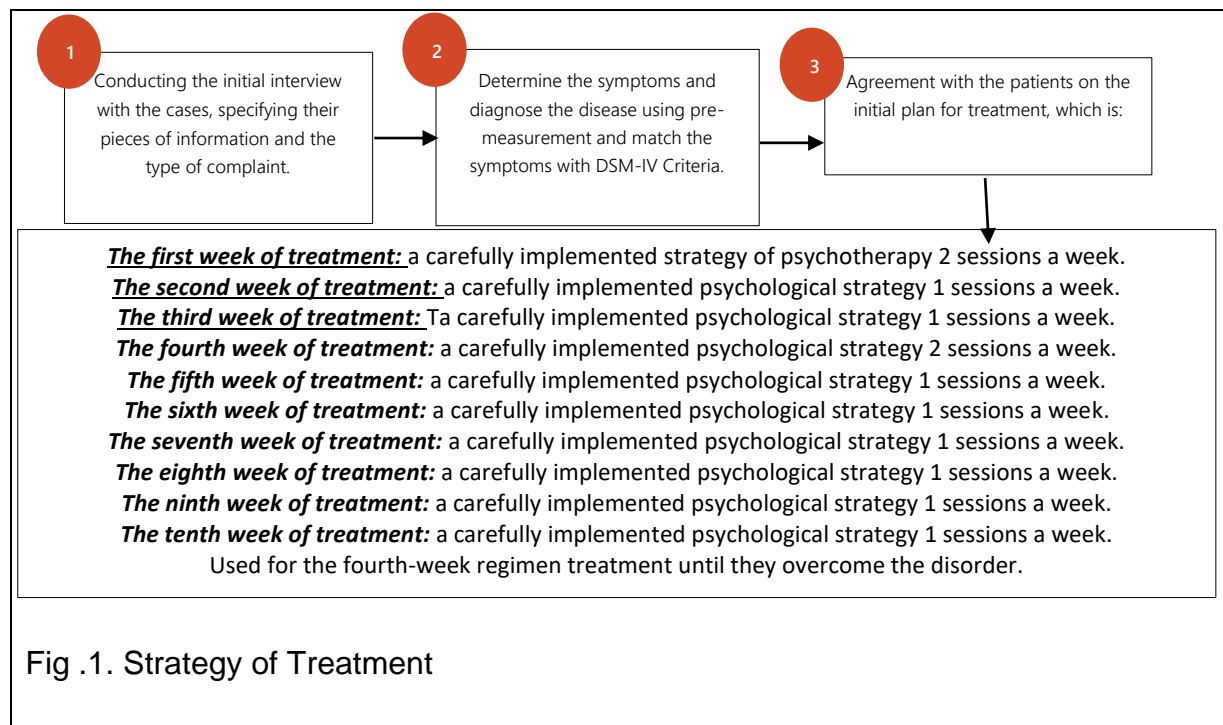 1
Conducting the initial interview
with the cases, specifying their
pieces of information and the
type of complaint.
2
Determine the symptoms and
diagnose the disease using pre-
measurement and match the
symptoms with DSM-IV Criteria.
3
Agreement with the patients on the
initial plan for treatment, which is:
The first week of treatment: a carefully implemented strategy of psychotherapy 2 sessions a week.
The second week of treatment: a carefully implemented psychological strategy 1 sessions a week.
The third week of treatment: Ta carefully implemented psychological strategy 1 sessions a week.
The fourth week of treatment: a carefully implemented psychological strategy 2 sessions a week.
The fifth week of treatment: a carefully implemented psychological strategy 1 sessions a week.
The sixth week of treatment: a carefully implemented psychological strategy 1 sessions a week.
The seventh week of treatment: a carefully implemented psychological strategy 1 sessions a week.
The eighth week of treatment: a carefully implemented psychological strategy 1 sessions a week.
The ninth week of treatment: a carefully implemented psychological strategy 1 sessions a week.
The tenth week of treatment: a carefully implemented psychological strategy 1 sessions a week.
Used for the fourth-week regimen treatment until they overcome the disorder.
Fig .1. Strategy of Treatment